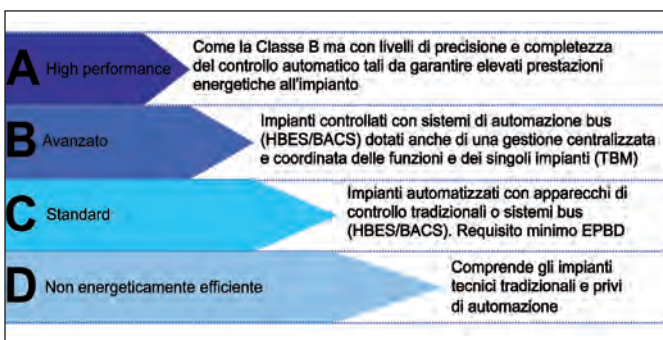 A High performance
Come la Classe B ma con livelli di precisione e completezza
del controllo automatico tali da garantire elevati prestazioni
energetiche all'impianto
B Avanzato
Impianti controllati con sistemi di automazione bus
(HBES/BACS) dotati anche di una gestione centralizzata
e coordinata delle funzioni e dei singoli impianti (TBM)
C Standard
Impianti automatizzati con apparecchi di
controllo tradizionali o sistemi bus
(HBES/BACS). Requisito minimo EPBD
D Non energeticamente efficiente
Comprende gli impianti
tecnici tradizionali e privi
di automazione